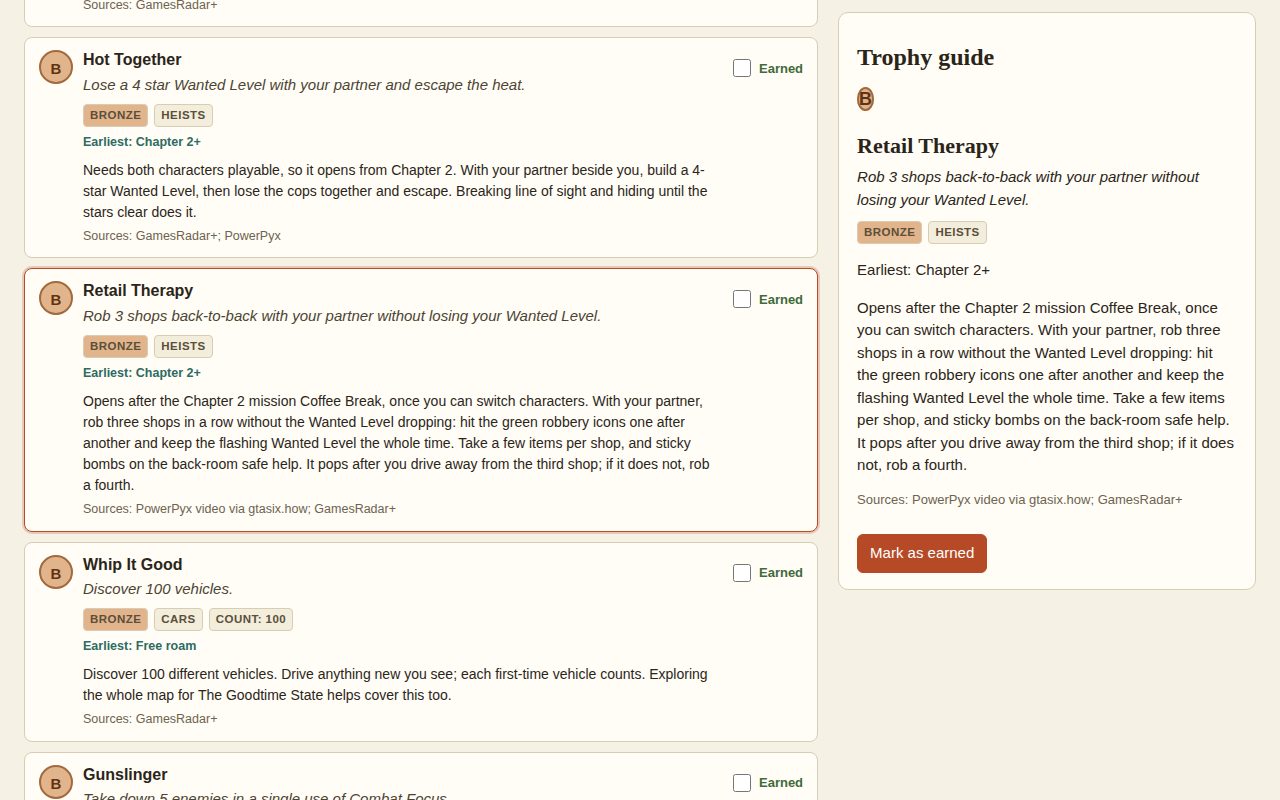 Sources: GamesRadar+
B
Hot Together
Earned
Lose a 4 star Wanted Level with your partner and escape the heat.
BRONZE HEISTS
Earliest: Chapter 2+
Needs both characters playable, so it opens from Chapter 2. With your partner beside you, build a 4-
star Wanted Level, then lose the cops together and escape. Breaking line of sight and hiding until the
stars clear does it.
Sources: GamesRadar+; PowerPyx
B
Retail Therapy
Earned
Rob 3 shops back-to-back with your partner without losing your Wanted Level.
BRONZE HEISTS
Earliest: Chapter 2+
Opens after the Chapter 2 mission Coffee Break, once you can switch characters. With your partner,
rob three shops in a row without the Wanted Level dropping: hit the green robbery icons one after
another and keep the flashing Wanted Level the whole time. Take a few items per shop, and sticky
bombs on the back-room safe help. It pops after you drive away from the third shop; if it does not, rob
a fourth.
Sources: PowerPyx video via gtasix.how; GamesRadar+
B
Whip It Good
Earned
Discover 100 vehicles.
BRONZE CARS COUNT: 100
Earliest: Free roam
Discover 100 different vehicles. Drive anything new you see; each first-time vehicle counts. Exploring
the whole map for The Goodtime State helps cover this too.
Sources: GamesRadar+
B
Gunslinger
Earned
Take down 5 enemies in a single use of Combat Focus.
Trophy guide
B
Retail Therapy
Rob 3 shops back-to-back with your partner without
losing your Wanted Level.
BRONZE HEISTS
Earliest: Chapter 2+
Opens after the Chapter 2 mission Coffee Break, once
you can switch characters. With your partner, rob three
shops in a row without the Wanted Level dropping: hit
the green robbery icons one after another and keep the
flashing Wanted Level the whole time. Take a few items
per shop, and sticky bombs on the back-room safe help.
It pops after you drive away from the third shop; if it does
not, rob a fourth.
Sources: PowerPyx video via gtasix.how; GamesRadar+
Mark as earned